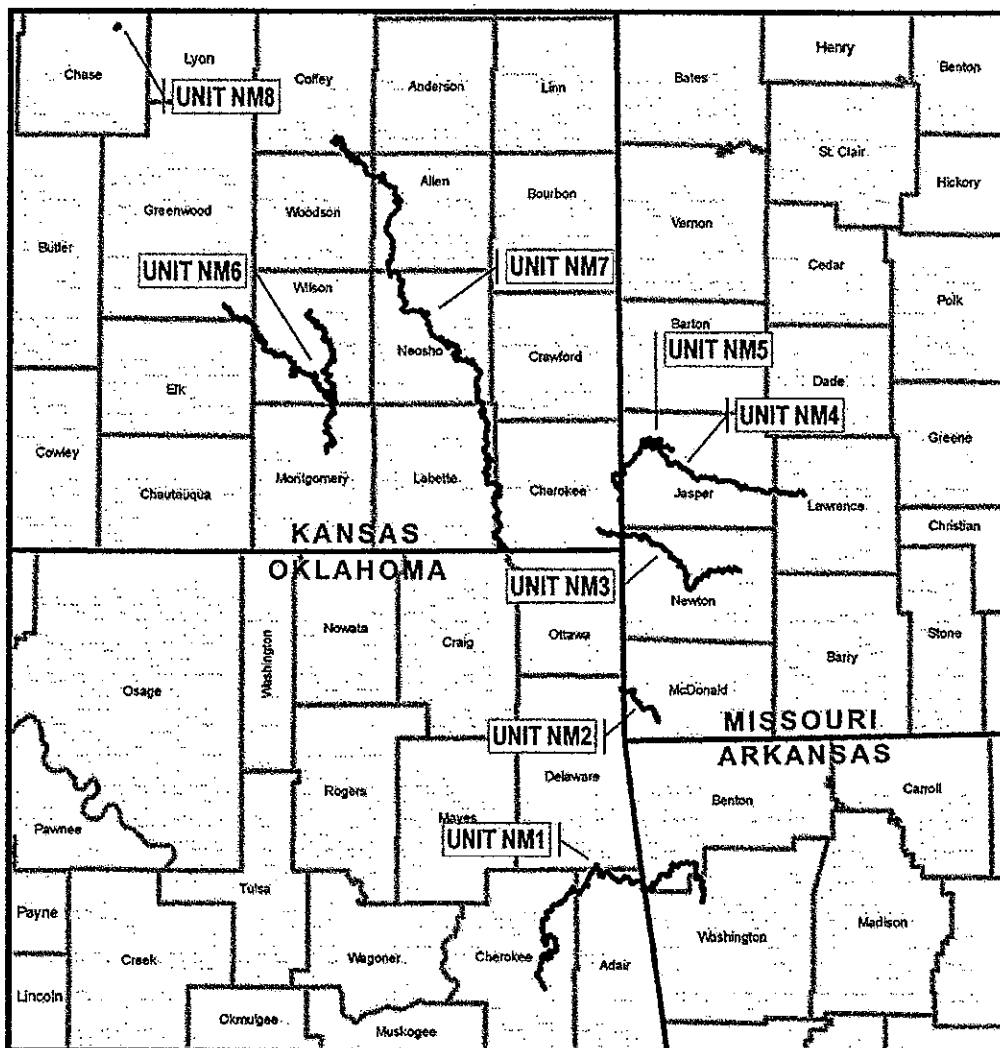 Chase
Lyon
Coffey
Anderson
Linn
Bates
Henry
Benton
UNIT NM8
St. Clair
Hickory
Butler
Greenwood
Woodson
Allen
Bourbon
Vernon
Cedar
Polk
UNIT NM6
UNIT NM7
Wilson
Neosho
Crawford
Barton
UNIT NM5
Dade
Elk
UNIT NM4
Greene
Cowley
Chautauqua
Montgomery
Labette
Cherokee
Jasper
Lawrence
Christian
KANSAS
OKLAHOMA
UNIT NM3
Newton
Stone
Osage
Washington
Nowata
Craig
Ottawa
Barry
McDonald
MISSOURI
ARKANSAS
UNIT NM2
Rogers
Mayes
Delaware
Benton
Carroll
Pawnee
UNIT NM1
Tulsa
Payne
Creek
Wagoner
Cherokee
Adair
Washington
Madison
Lincoln
Okmulgee
Muskogee